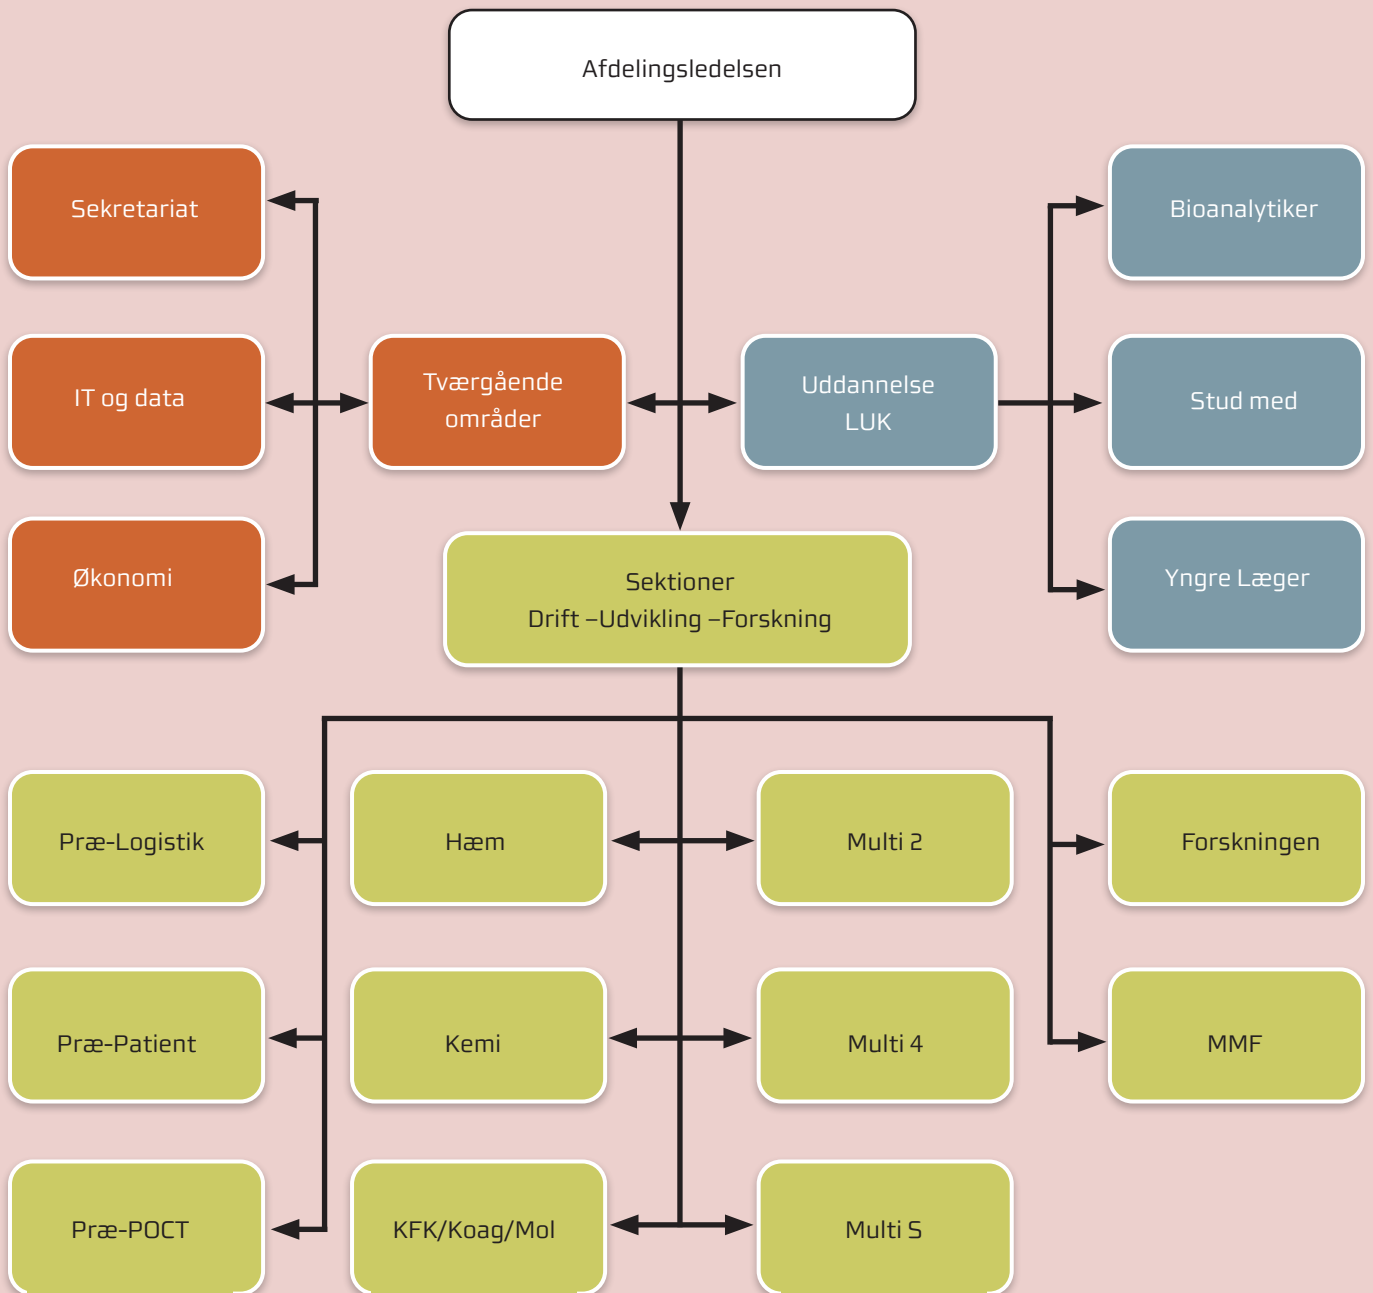 Afdelingsledelsen
Sekretariat
Bioanalytiker
IT og data
Tværgående
områder
Uddannelse
LUK
Stud med
Økonomi
Sektioner
Drift –Udvikling –Forskning
Yngre Læger
Præ-Logistik
Hæm
Multi 2
Forskningen
Præ-Patient
Kemi
Multi 4
MMF
Præ-POCT
KFK/Koag/Mol
Multi S